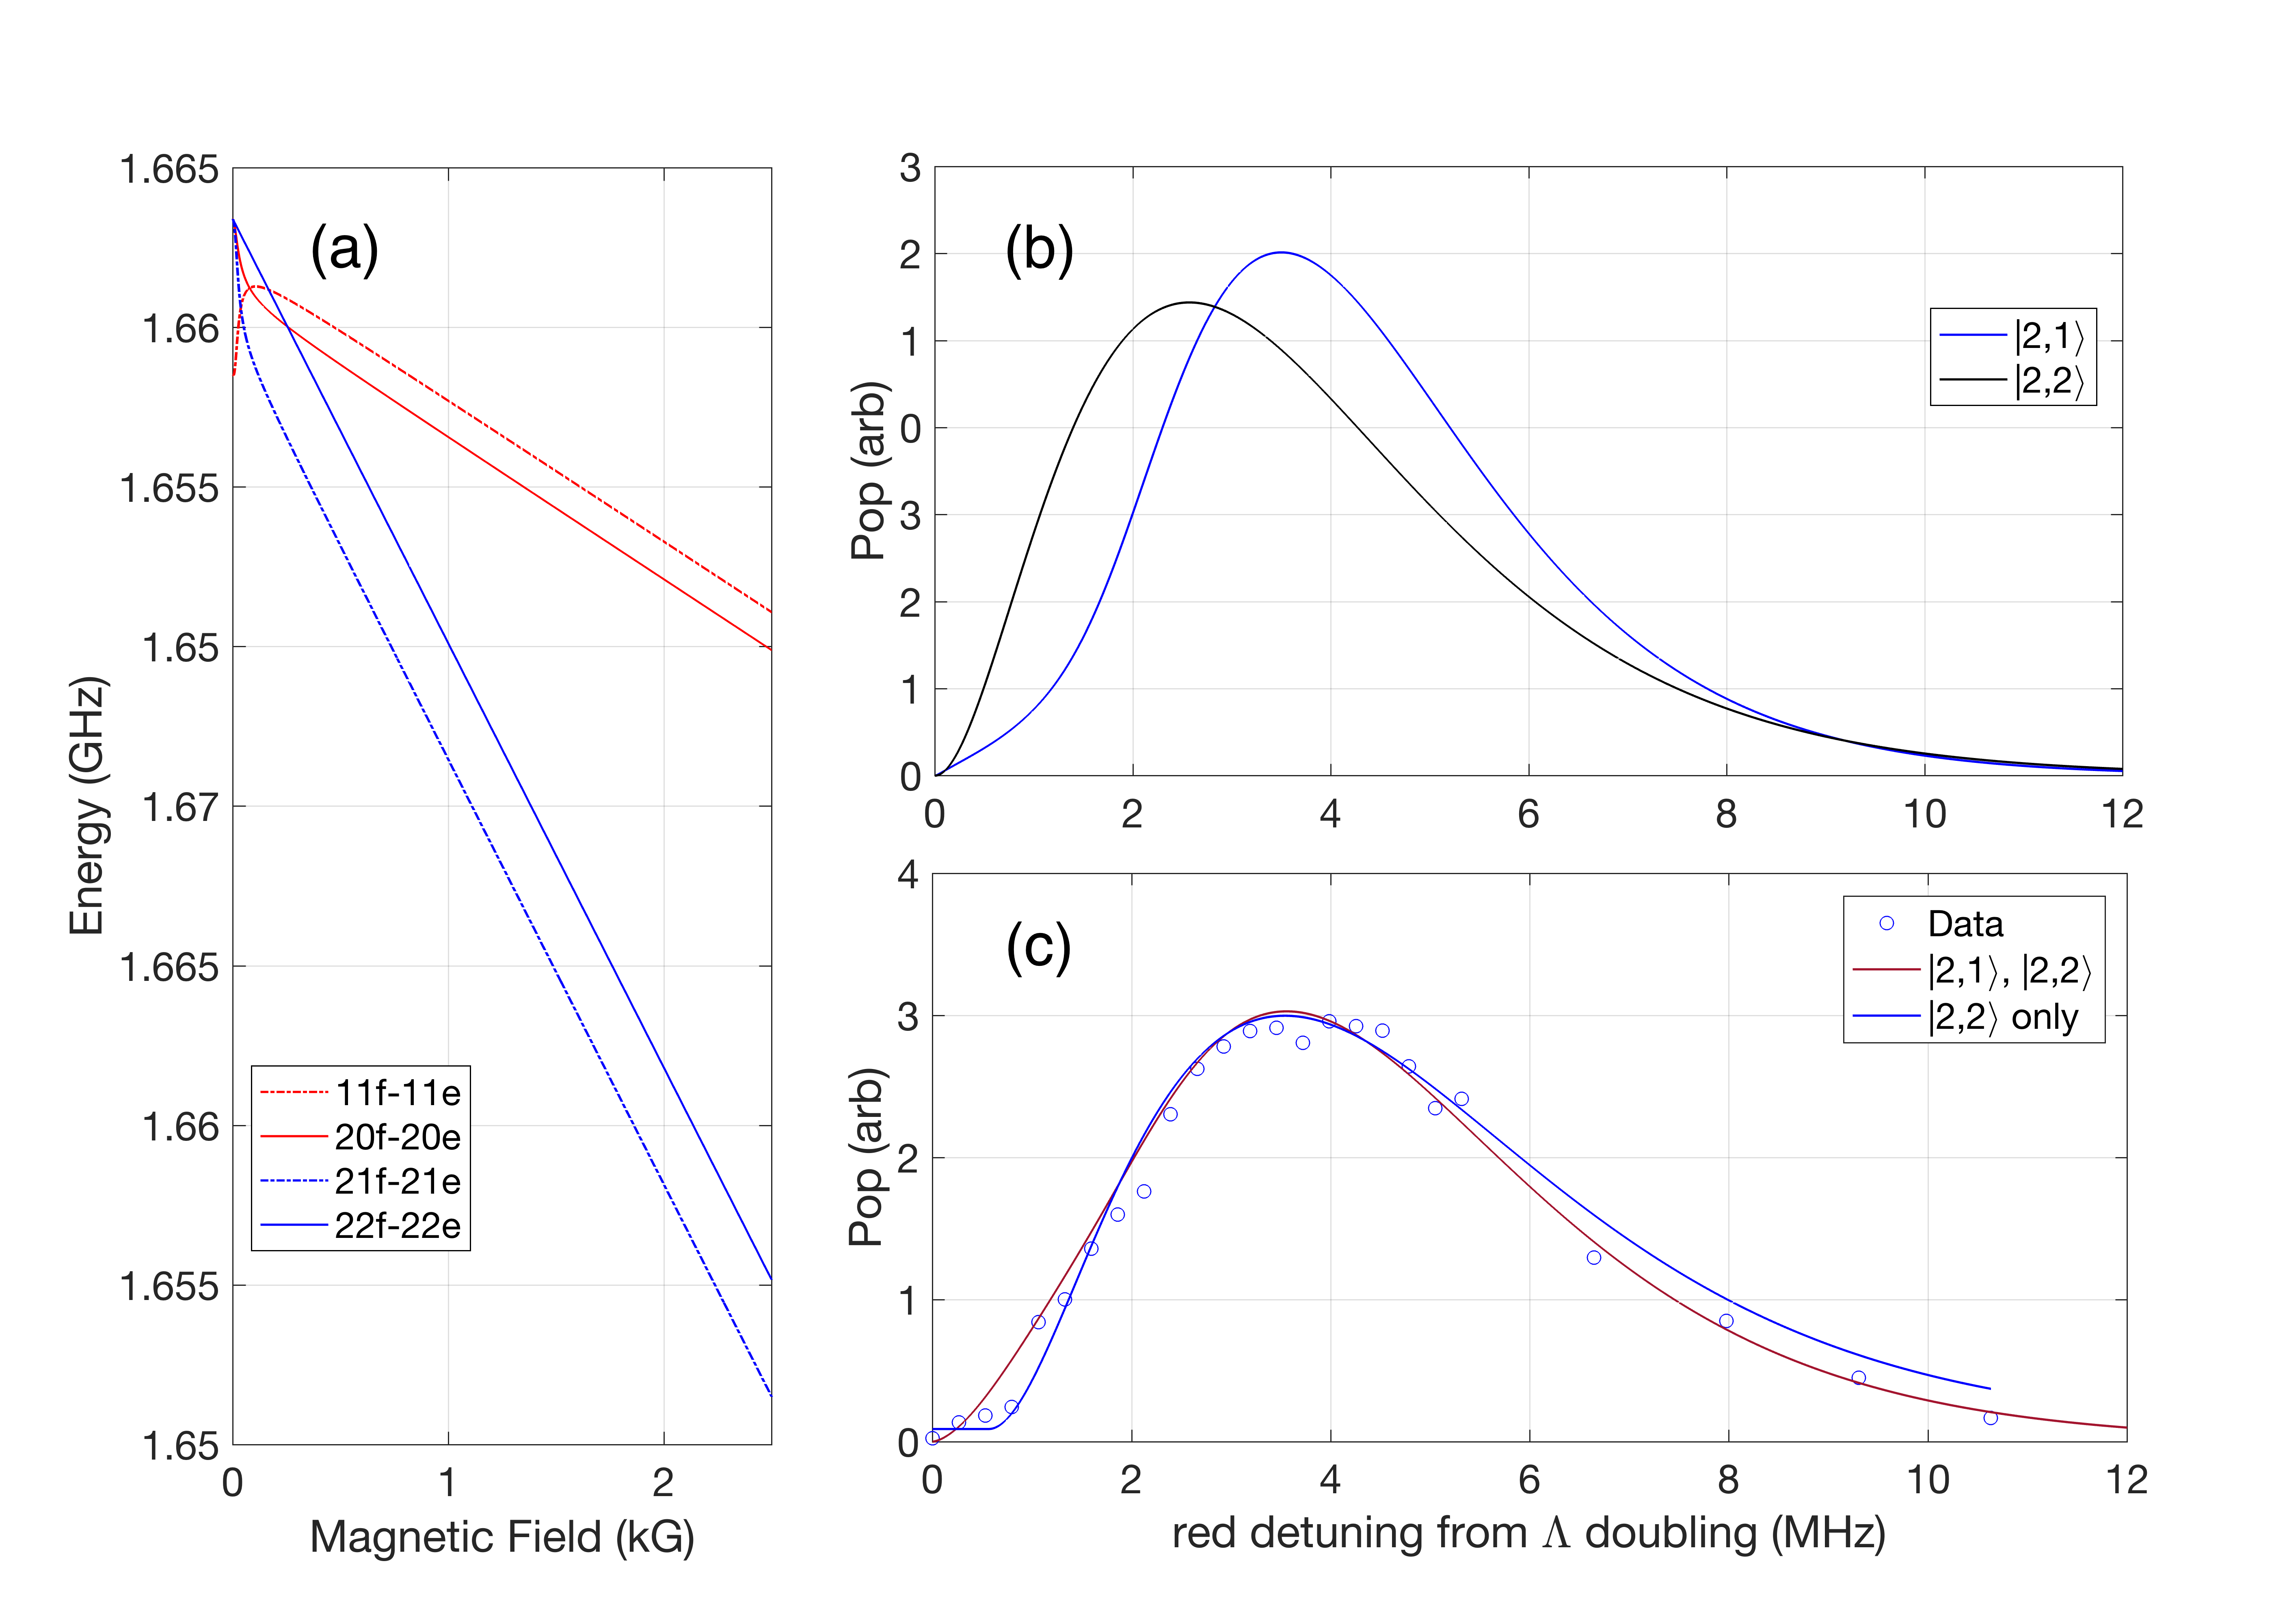 (a)
1.665
1.66
1.655
1.65
1.67
1.665
1.66
1.655
1.65
Energy (GHz)
11f-11e
20f-20e
21f-21e
22f-22e
0 1 2
Magnetic Field (kG)
(b)
3
2
1
0
3
2
1
0
Pop (arb)
|2,1⟩
|2,2⟩
0 2 4 6 8 10 12
(c)
4
3
2
1
0
Pop (arb)
Data
|2,1⟩, |2,2⟩
|2,2⟩ only
0 2 4 6 8 10 12
red detuning from Λ doubling (MHz)